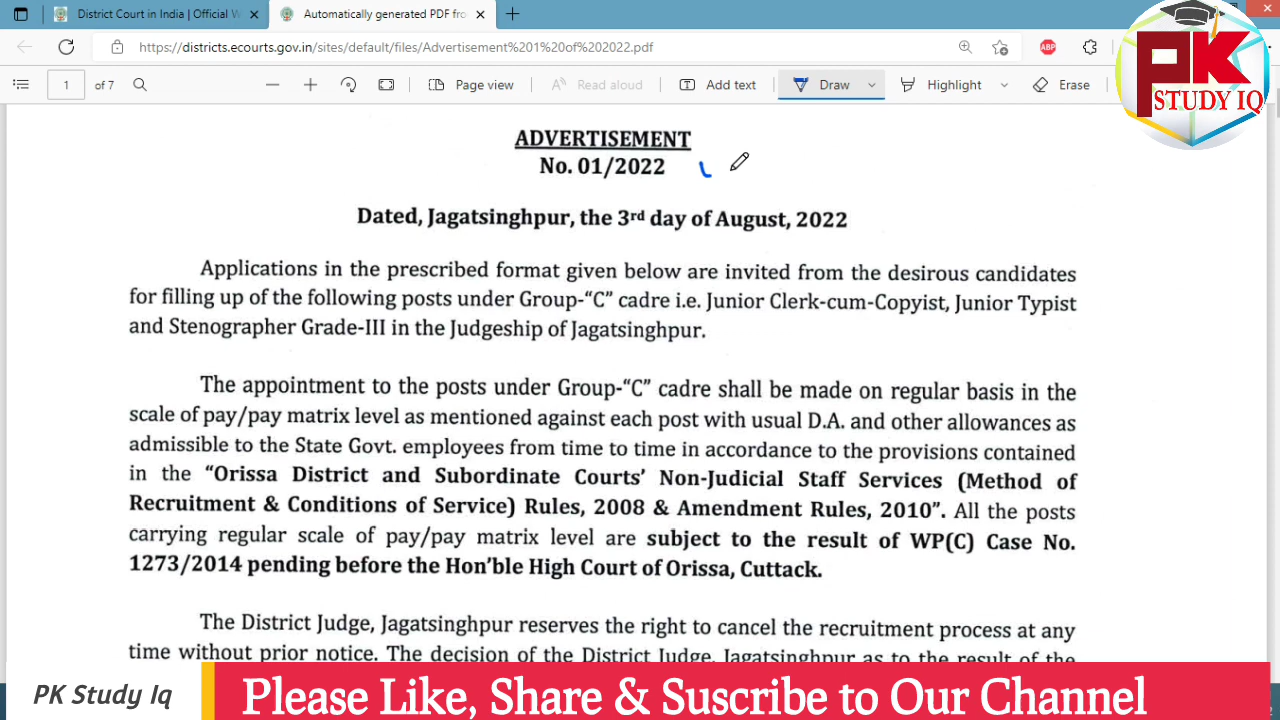 District Court in India | Official W
Automatically generated PDF fro
https://districts.ecourts.gov.in/sites/default/files/Advertisement%201%20of%202022.pdf
ABP
1 of 7
Page view
Read aloud
Add text
Draw
Highlight
Erase
PK
STUDY IQ
ADVERTISEMENT
No. 01/2022
Dated, Jagatsinghpur, the 3rd day of August, 2022
Applications in the prescribed format given below are invited from the desirous candidates
for filling up of the following posts under Group-“C” cadre i.e. Junior Clerk-cum-Copyist, Junior Typist
and Stenographer Grade-III in the Judgeship of Jagatsinghpur.
The appointment to the posts under Group-“C” cadre shall be made on regular basis in the
scale of pay/pay matrix level as mentioned against each post with usual D.A. and other allowances as
admissible to the State Govt. employees from time to time in accordance to the provisions contained
in the “Orissa District and Subordinate Courts’ Non-Judicial Staff Services (Method of
Recruitment & Conditions of Service) Rules, 2008 & Amendment Rules, 2010”. All the posts
carrying regular scale of pay/pay matrix level are subject to the result of WP(C) Case No.
1273/2014 pending before the Hon’ble High Court of Orissa, Cuttack.
The District Judge, Jagatsinghpur reserves the right to cancel the recruitment process at any
time without prior notice. The decision of the District Judge, Jagatsinghpur as to the result of the
PK Study Iq
Please Like, Share & Suscribe to Our Channel